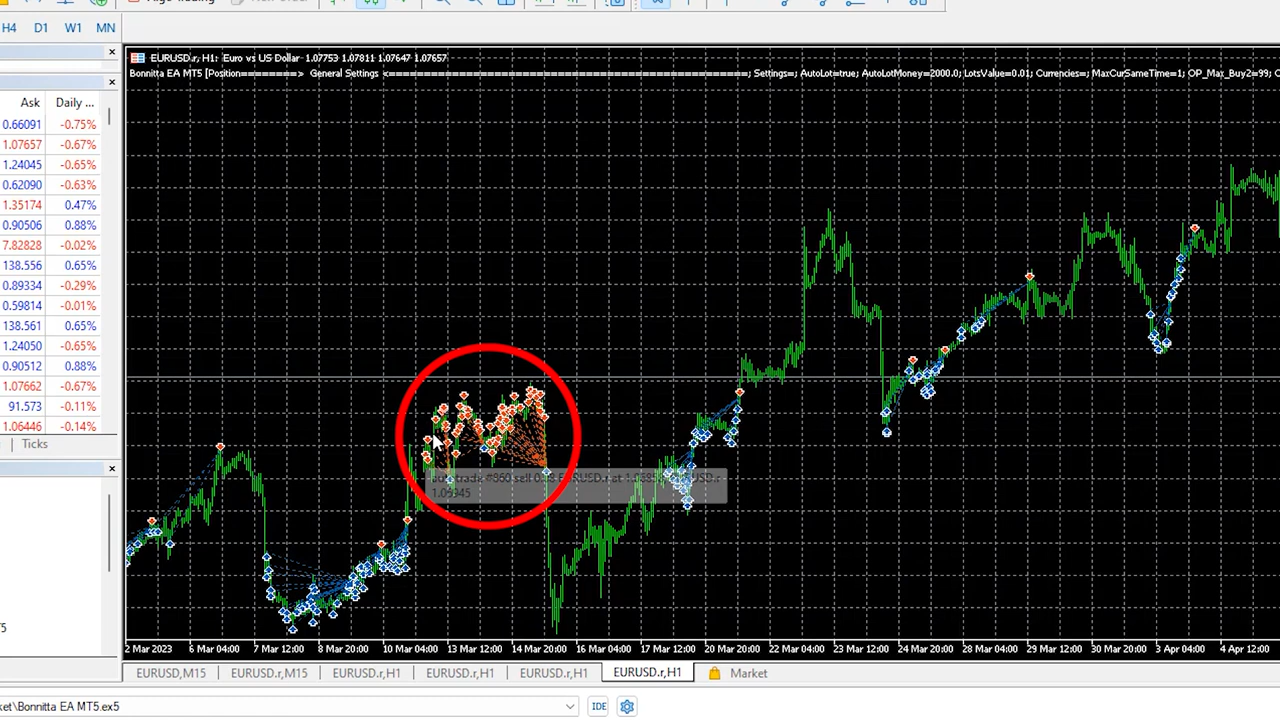 H4 D1 W1 MN
EURUSD.r, H1: Euro vs US Dollar 1.07753 1.07811 1.07647 1.07657
Bonnitta EA MT5 [Position========> General Settings <=; Settings=; AutoLot=true; AutoLotMoney=2000.0; LotsValue=0.01; Currencies=; MaxCurSameTime=1; OP_Max_Buy2=99;
Ask Daily ...
0.66091 -0.75%
1.07657 -0.67%
1.24045 -0.65%
0.62090 -0.63%
1.35174 0.47%
0.90506 0.88%
7.82828 -0.02%
138.556 0.65%
0.89334 -0.29%
0.59814 -0.01%
138.561 0.65%
1.24050 -0.65%
0.90512 0.88%
1.07662 -0.67%
91.573 -0.11%
1.06446 -0.14%
Ticks
trade #860 sell EURUSD.r at
2 Mar 2023 6 Mar 04:00 7 Mar 12:00 8 Mar 20:00 10 Mar 04:00 13 Mar 12:00 14 Mar 20:00 16 Mar 04:00 17 Mar 12:00 20 Mar 20:00 22 Mar 04:00 23 Mar 12:00 24 Mar 20:00 28 Mar 04:00 29 Mar 12:00 30 Mar 20:00 3 Apr 04:00 4 Apr 12:00
EURUSD,M15 EURUSD.r,M15 EURUSD.r,H1 EURUSD.r,H1 EURUSD.r,H1 EURUSD.r,H1 Market
ket\Bonnitta EA MT5.ex5 IDE